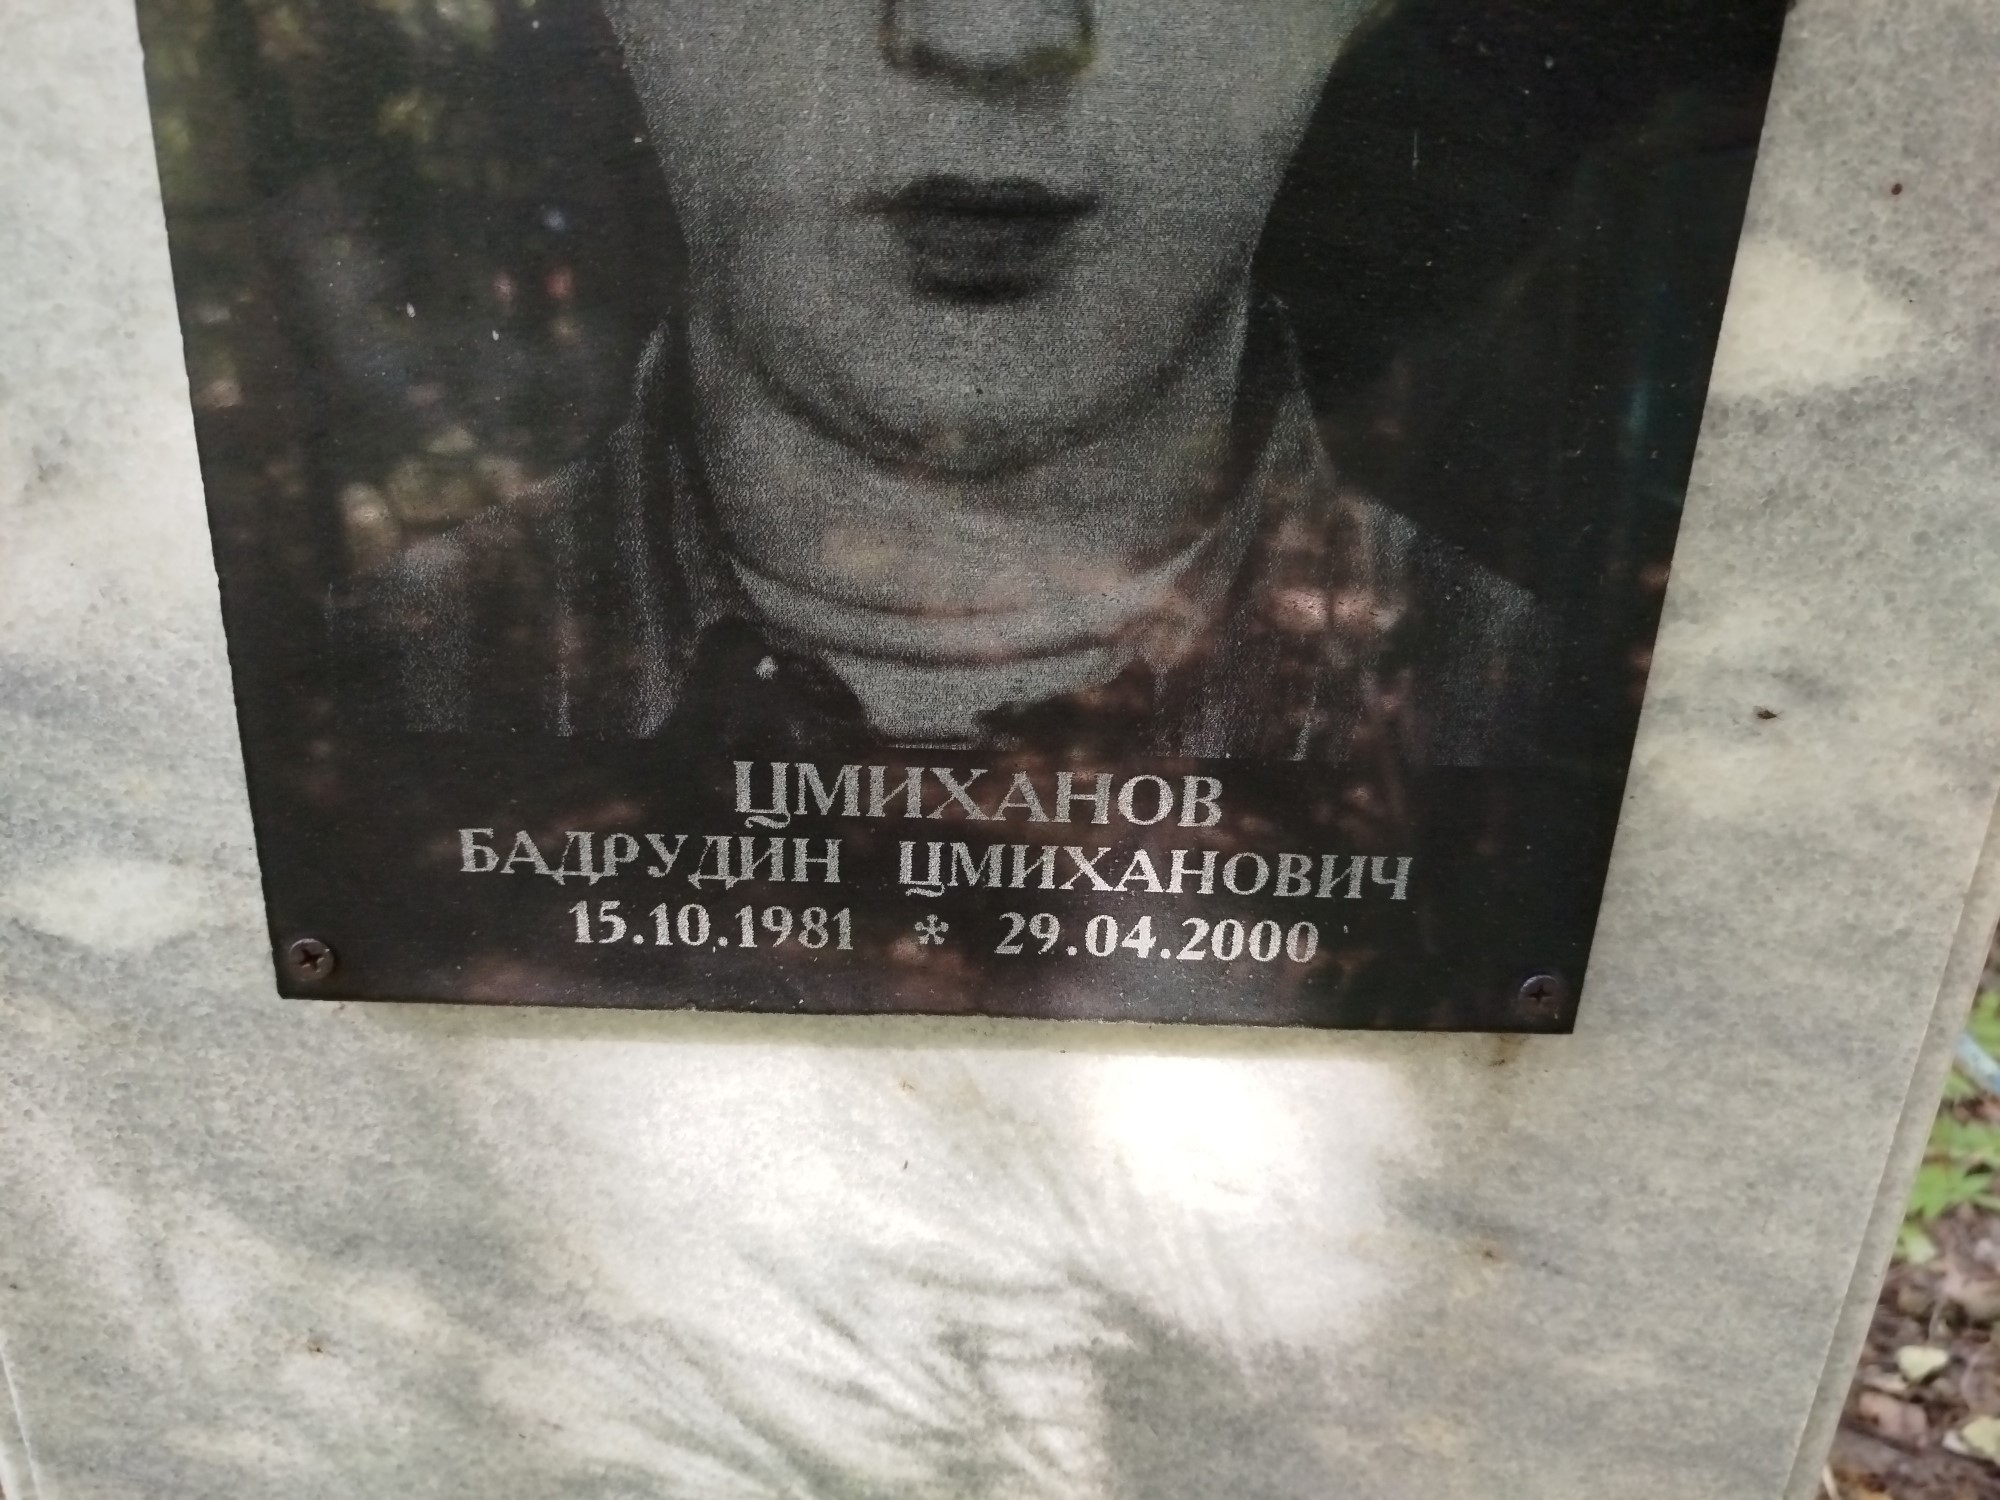 ЦМИХАНОВ
БАДРУДИН ЦМИХАНОВИЧ
15.10.1981 * 29.04.2000